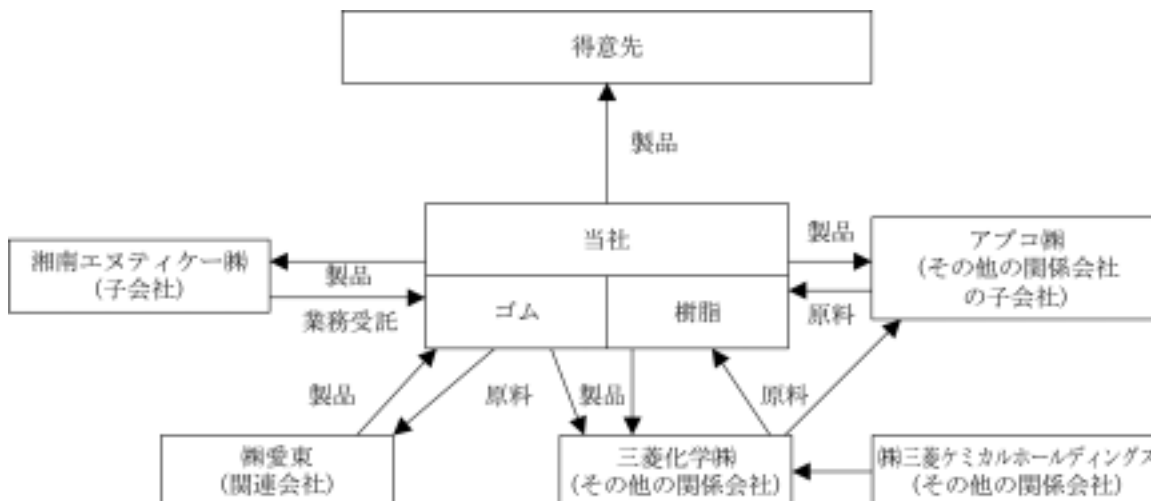 得意先
製品
当社
ゴム
樹脂
湘南エヌティケー㈱
(子会社)
製品
業務受託
製品
アプコ㈱
(その他の関係会社
の子会社)
原料
製品
原料
製品
原料
㈱愛東
(関連会社)
三菱化学㈱
(その他の関係会社)
㈱三菱ケミカルホールディングス
(その他の関係会社)